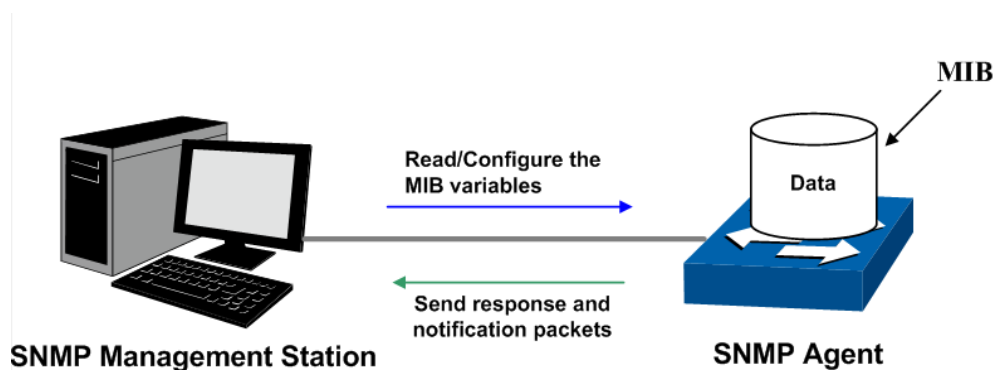 MIB
Read/Configure the
MIB variables
Data
Send response and
notification packets
SNMP Management Station
SNMP Agent